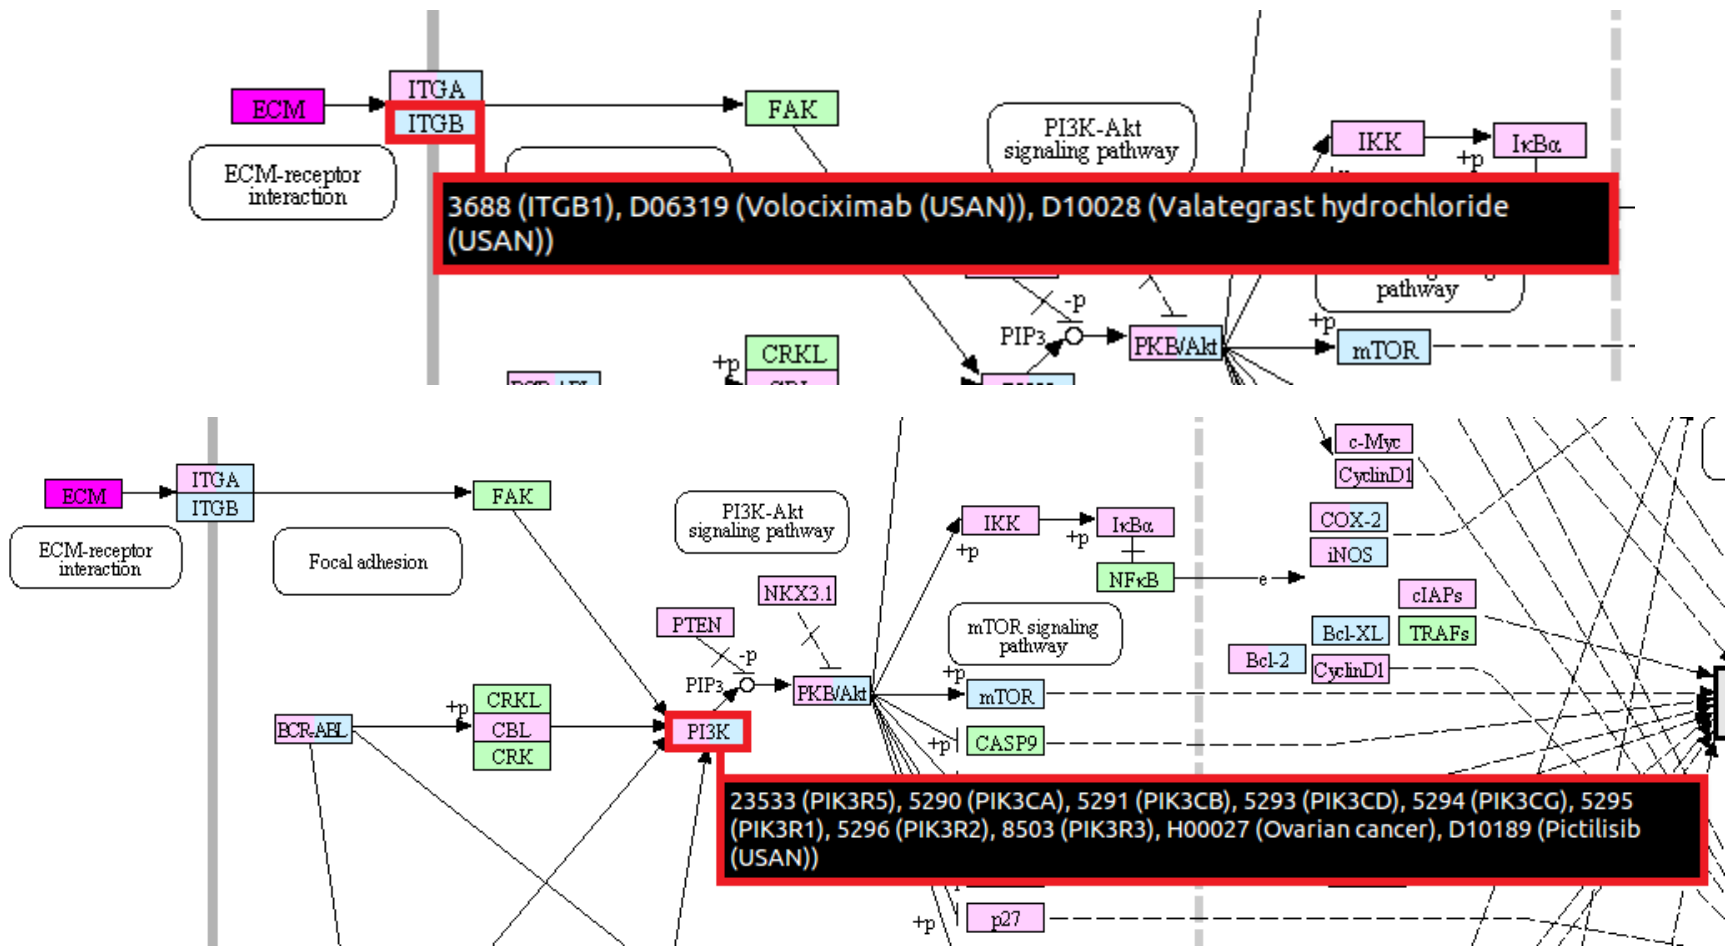 ITGA
ECM
ITGB
FAK
ECM-receptor
interaction
PI3K-Akt
signaling pathway
IKK
+p
IκBα
3688 (ITGB1), D06319 (Volociximab (USAN)), D10028 (Valategrast hydrochloride
(USAN))
pathway
-p
PIP3
PKB/Akt
+p
mTOR
+p
CRKL
ECM
ITGA
ITGB
FAK
ECM-receptor
interaction
Focal adhesion
PI3K-Akt
signaling pathway
IKK
+p
+p
IκBα
NFκB
e
c-Myc
CyclinD1
COX-2
iNOS
cIAPs
TRAFs
Bcl-XL
Bcl-2
CyclinD1
NKX3.1
PTEN
-p
PIP3
PKB/Akt
mTOR signaling
pathway
+p
mTOR
BCR-ABL
+p
CRKL
CBL
CRK
PI3K
+p
CASP9
23533 (PIK3R5), 5290 (PIK3CA), 5291 (PIK3CB), 5293 (PIK3CD), 5294 (PIK3CG), 5295
(PIK3R1), 5296 (PIK3R2), 8503 (PIK3R3), H00027 (Ovarian cancer), D10189 (Pictilisib
(USAN))
+p
p27